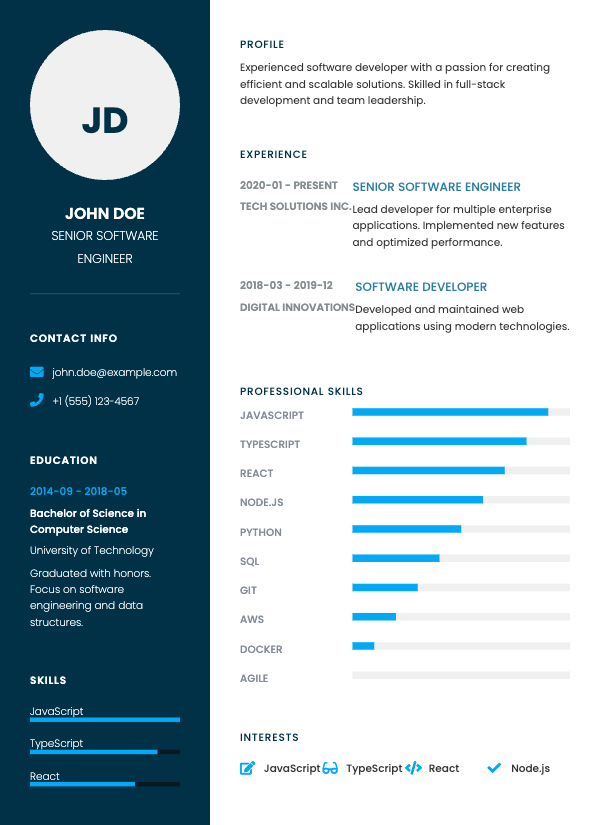 JD
JOHN DOE
SENIOR SOFTWARE
ENGINEER
CONTACT INFO
john.doe@example.com
+1 (555) 123-4567
EDUCATION
2014-09 - 2018-05
Bachelor of Science in
Computer Science
University of Technology
Graduated with honors.
Focus on software
engineering and data
structures.
SKILLS
JavaScript
TypeScript
React
PROFILE
Experienced software developer with a passion for creating
efficient and scalable solutions. Skilled in full-stack
development and team leadership.
EXPERIENCE
2020-01 - PRESENT
TECH SOLUTIONS INC.
SENIOR SOFTWARE ENGINEER
Lead developer for multiple enterprise
applications. Implemented new features
and optimized performance.
2018-03 - 2019-12
DIGITAL INNOVATIONS
SOFTWARE DEVELOPER
Developed and maintained web
applications using modern technologies.
PROFESSIONAL SKILLS
JAVASCRIPT
TYPESCRIPT
REACT
NODE.JS
PYTHON
SQL
GIT
AWS
DOCKER
AGILE
INTERESTS
JavaScript TypeScript React Node.js